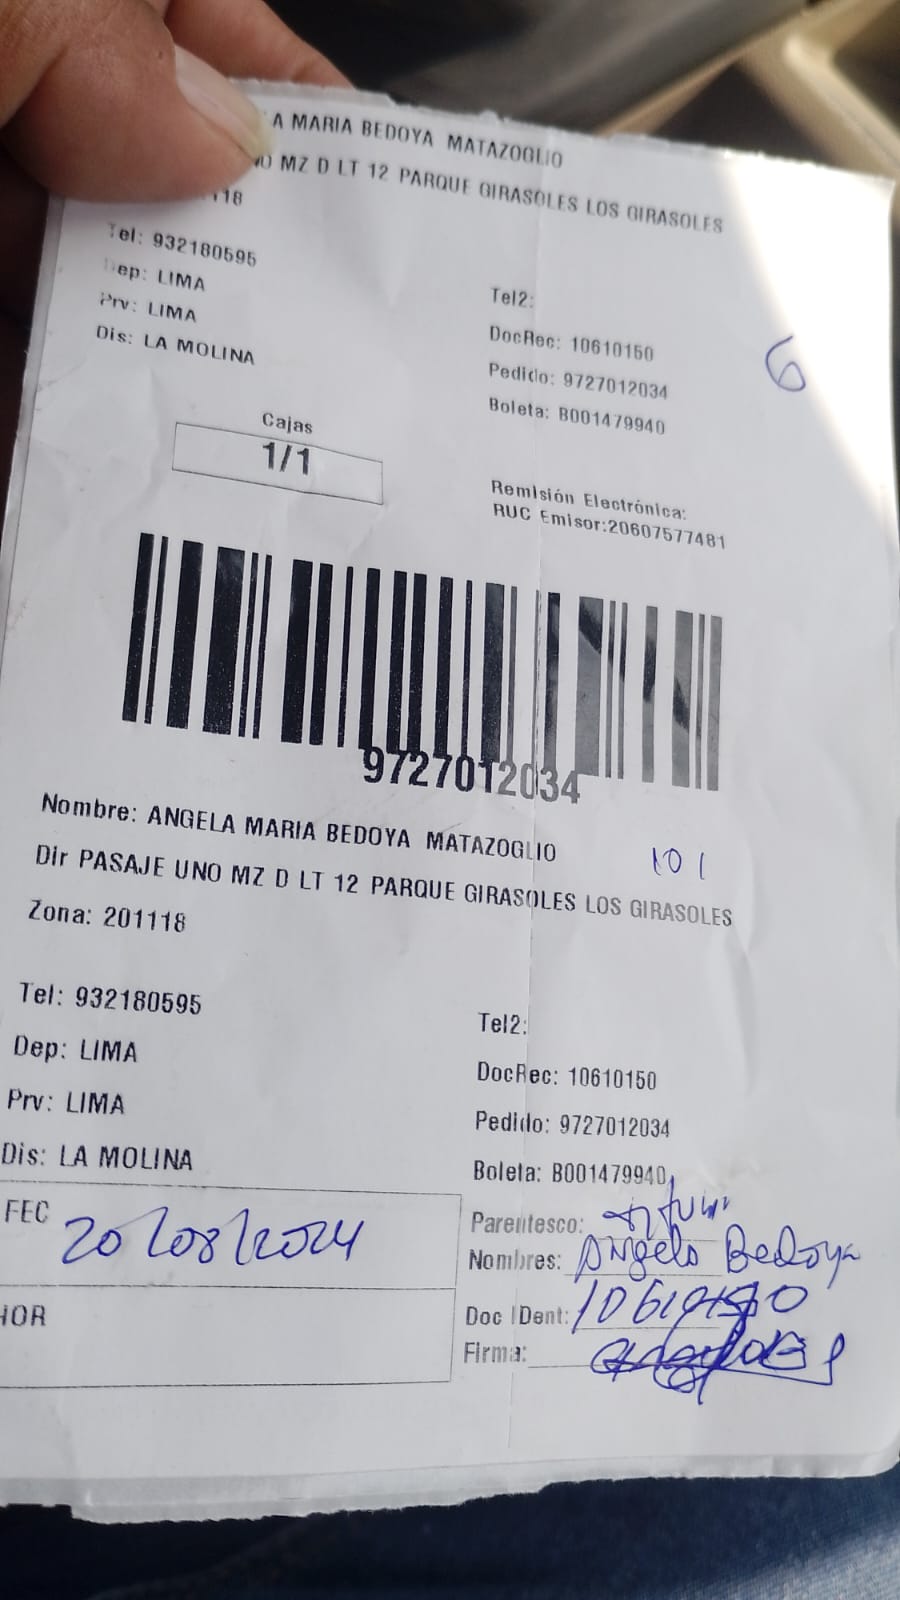 A MARIA BEDOYA MATAZOGLIO
NO MZ D LT 12 PARQUE GIRASOLES LOS GIRASOLES
118
Tel: 932180595
Dep: LIMA
Prv: LIMA
Dis: LA MOLINA
Tel2:
DocRec: 10610150
Pedido: 9727012034
Boleta: B001479940
6
Cajas
1/1
Remisión Electrónica:
RUC Emisor:20607577481
9727012034
Nombre: ANGELA MARIA BEDOYA MATAZOGLIO
101
Dir PASAJE UNO MZ D LT 12 PARQUE GIRASOLES LOS GIRASOLES
Zona: 201118
Tel: 932180595
Dep: LIMA
Prv: LIMA
Dis: LA MOLINA
Tel2:
DocRec: 10610150
Pedido: 9727012034
Boleta: B001479940
FEC 20/08/2024
HOR
Parentesco:
Nombres: Angela Bedoya
Doc IDent:
Firma: